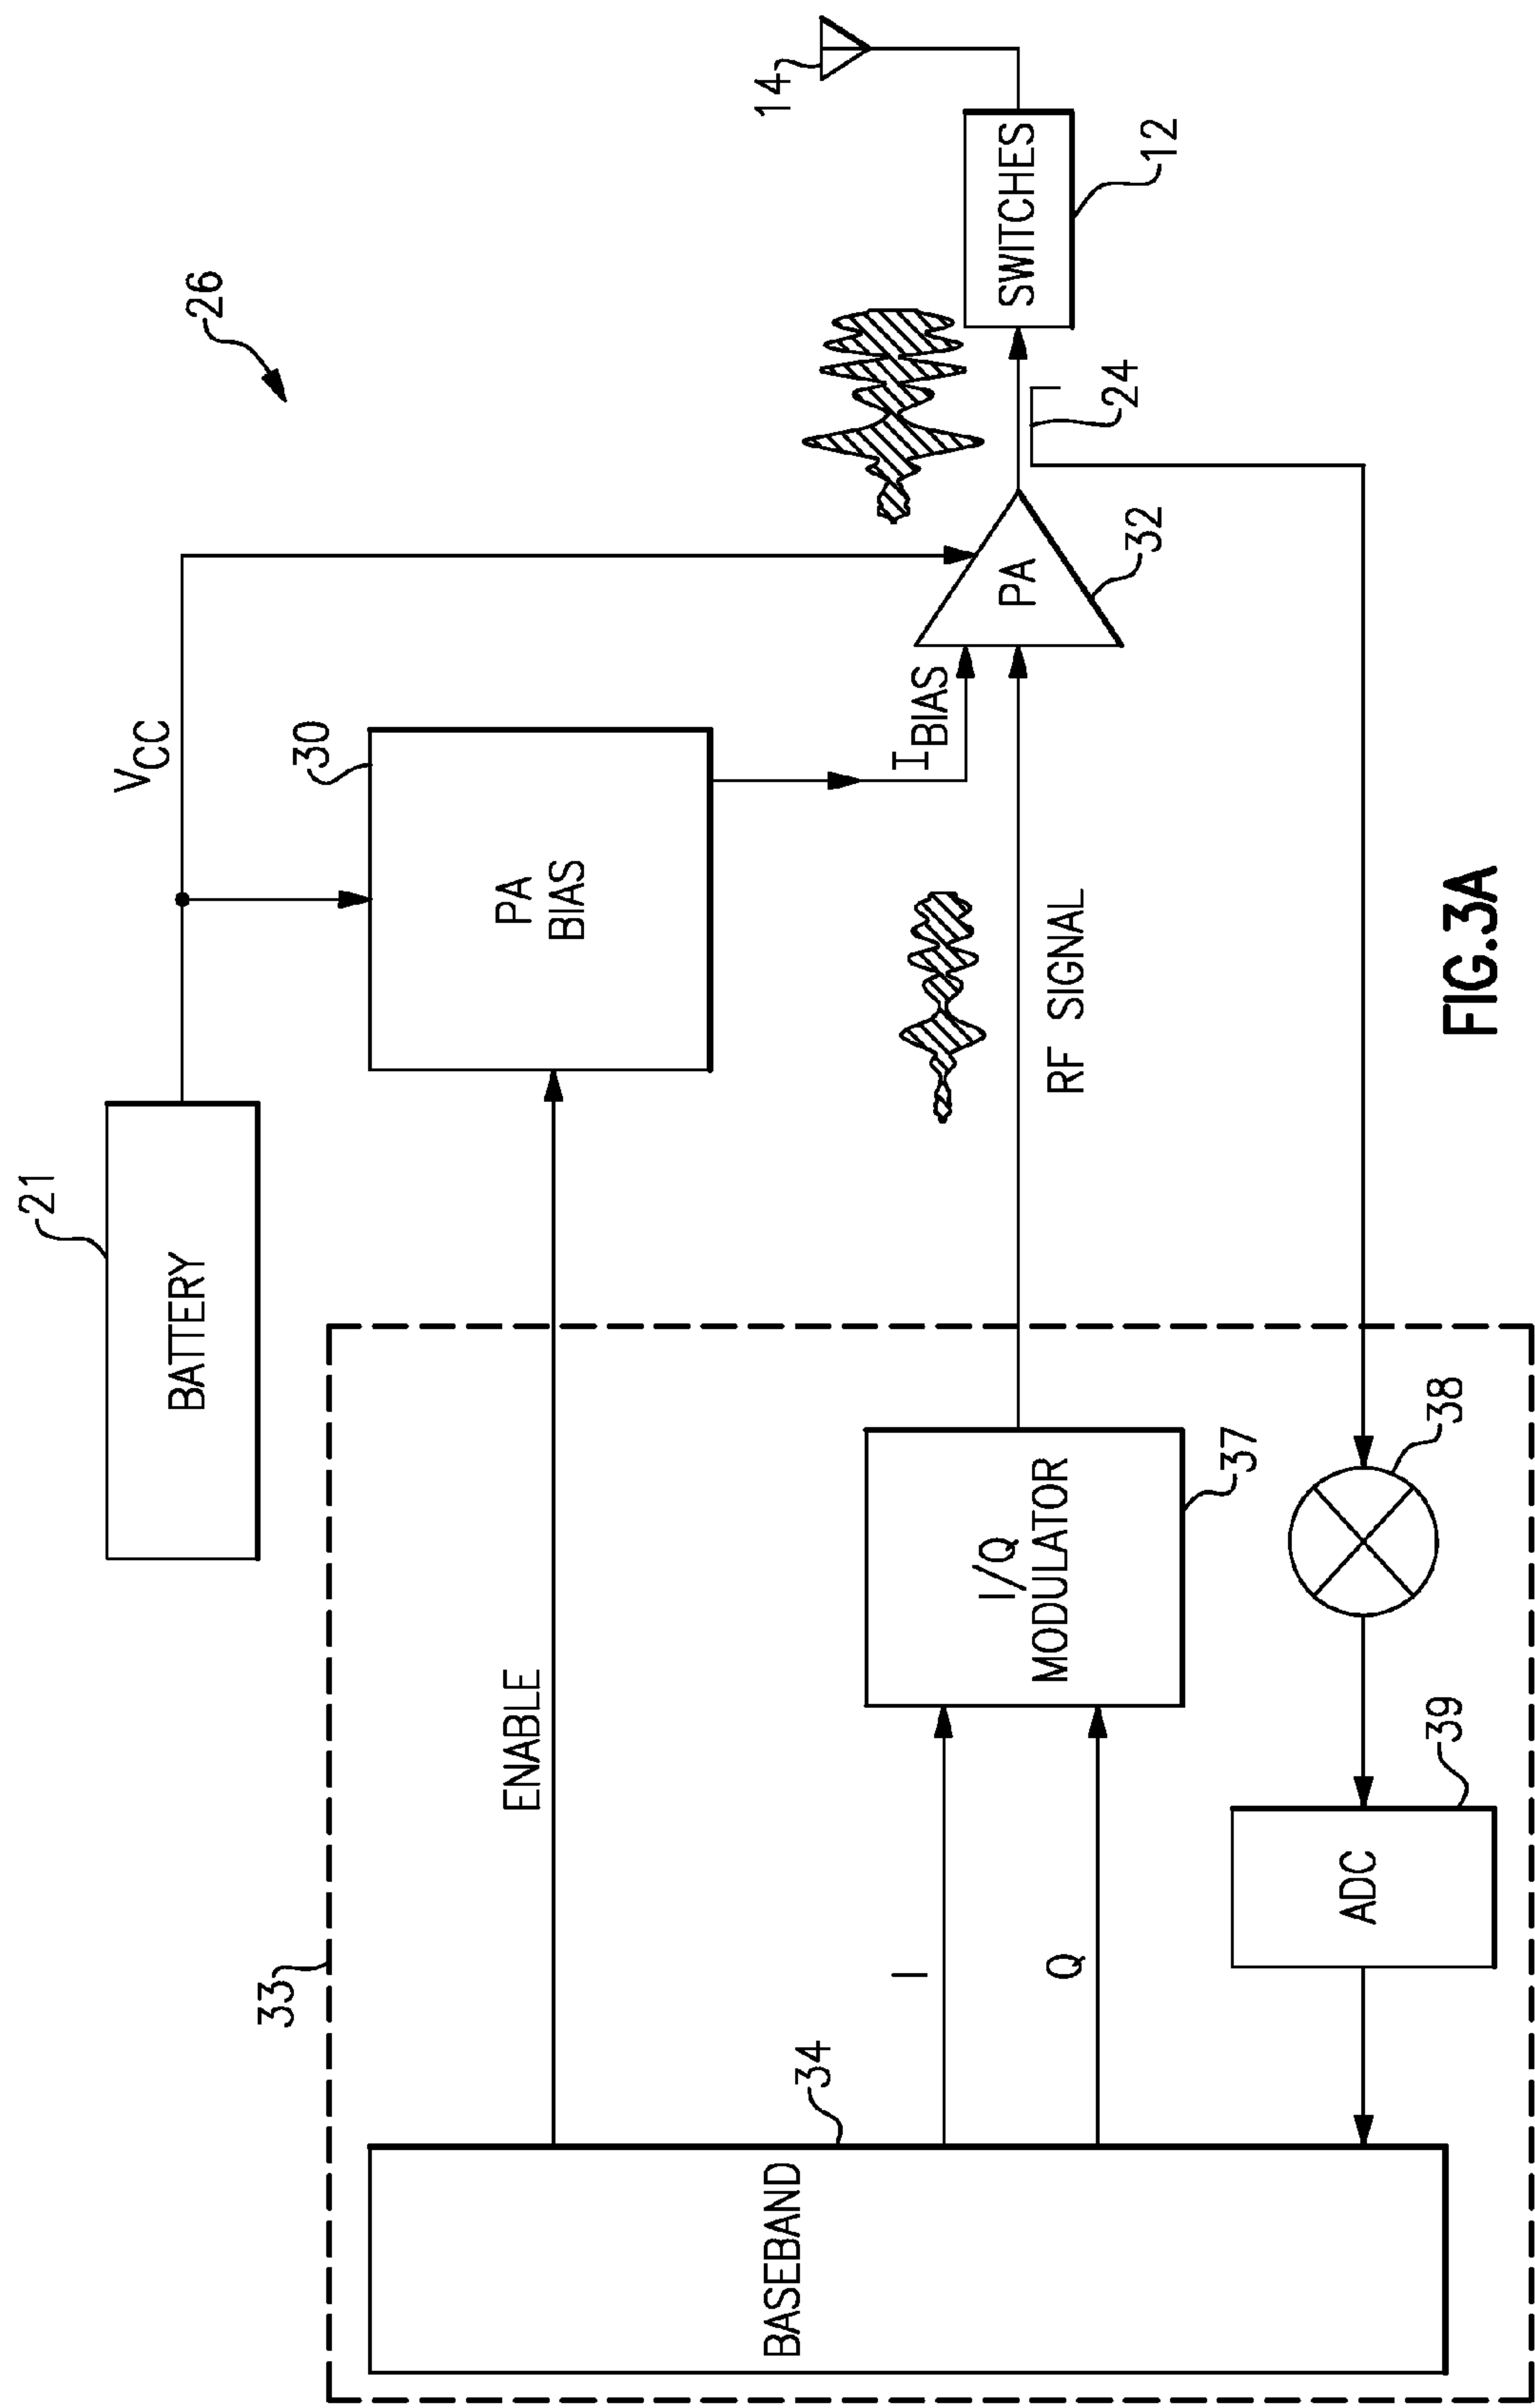 26
21
BATTERY
VCC
14
30
PA
BIAS
33
ENABLE
IBIAS
PA
32
SWITCHES
12
24
34
BASEBAND
I
Q
I/Q
MODULATOR
37
RF SIGNAL
39
ADC
38
FIG.3A